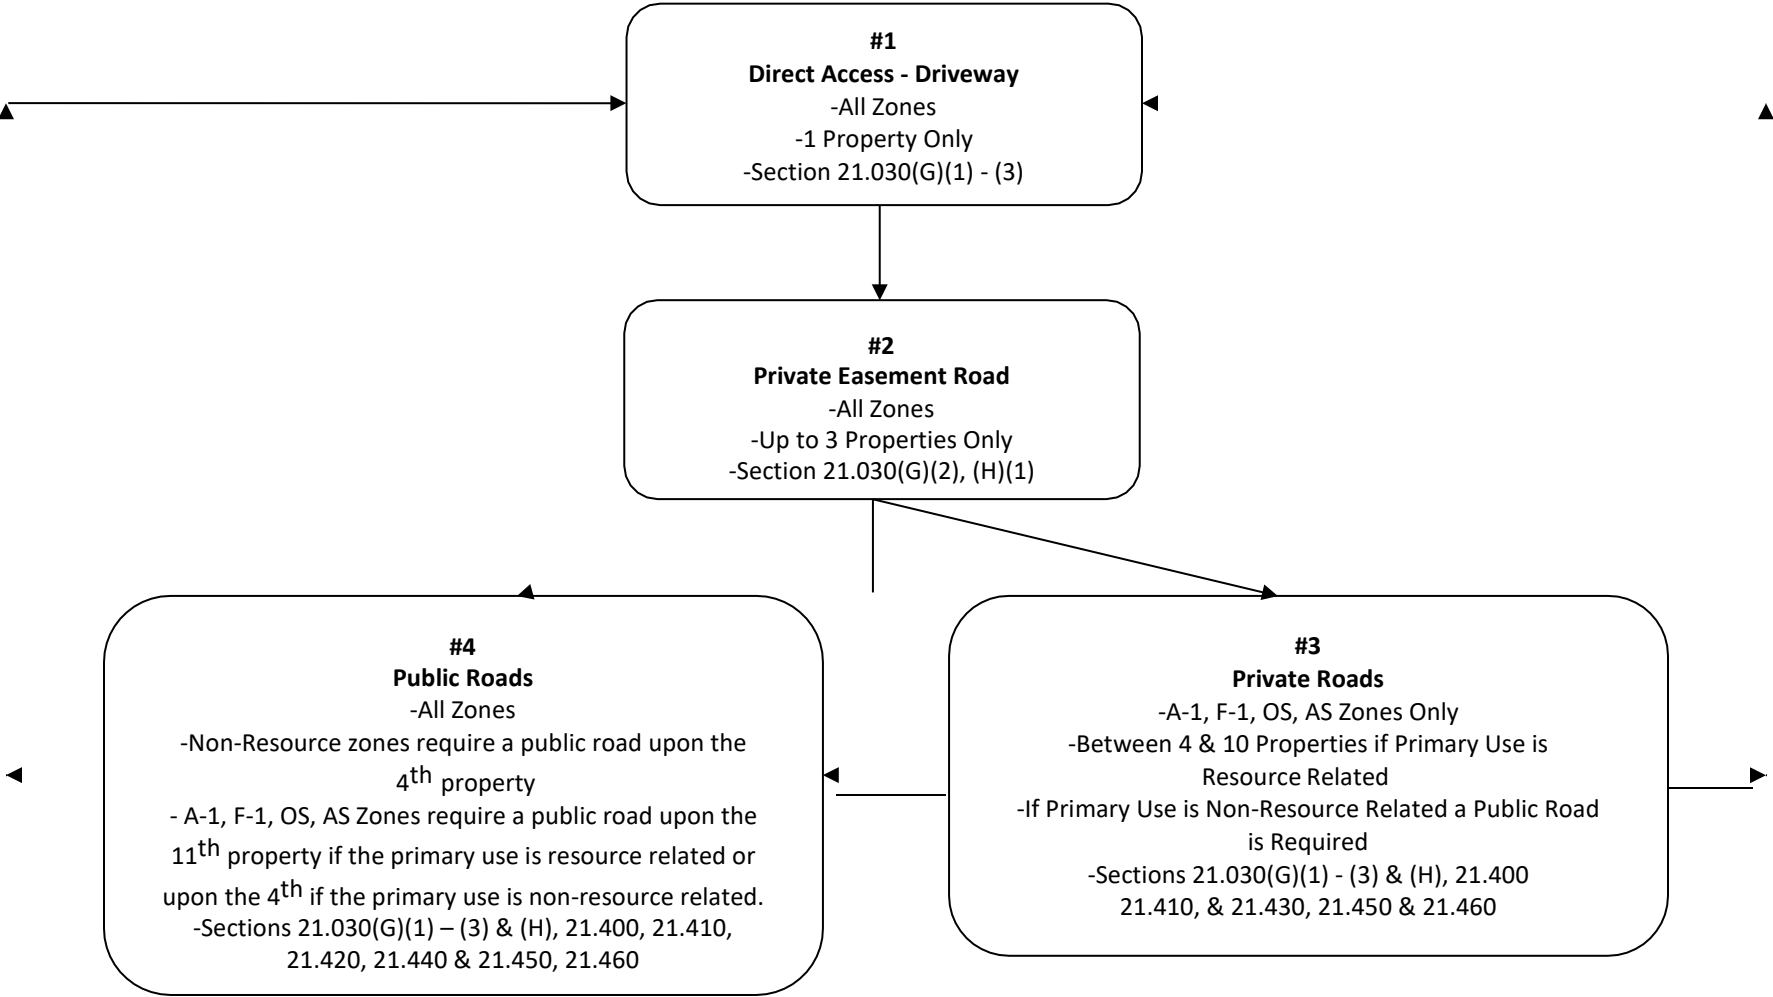 #1
Direct Access - Driveway
-All Zones
-1 Property Only
-Section 21.030(G)(1) - (3)
#2
Private Easement Road
-All Zones
-Up to 3 Properties Only
-Section 21.030(G)(2), (H)(1)
#4
Public Roads
-All Zones
-Non-Resource zones require a public road upon the
4th property
- A-1, F-1, OS, AS Zones require a public road upon the
11th property if the primary use is resource related or
upon the 4th if the primary use is non-resource related.
-Sections 21.030(G)(1) – (3) & (H), 21.400, 21.410,
21.420, 21.440 & 21.450, 21.460
#3
Private Roads
-A-1, F-1, OS, AS Zones Only
-Between 4 & 10 Properties if Primary Use is
Resource Related
-If Primary Use is Non-Resource Related a Public Road
is Required
-Sections 21.030(G)(1) - (3) & (H), 21.400
21.410, & 21.430, 21.450 & 21.460